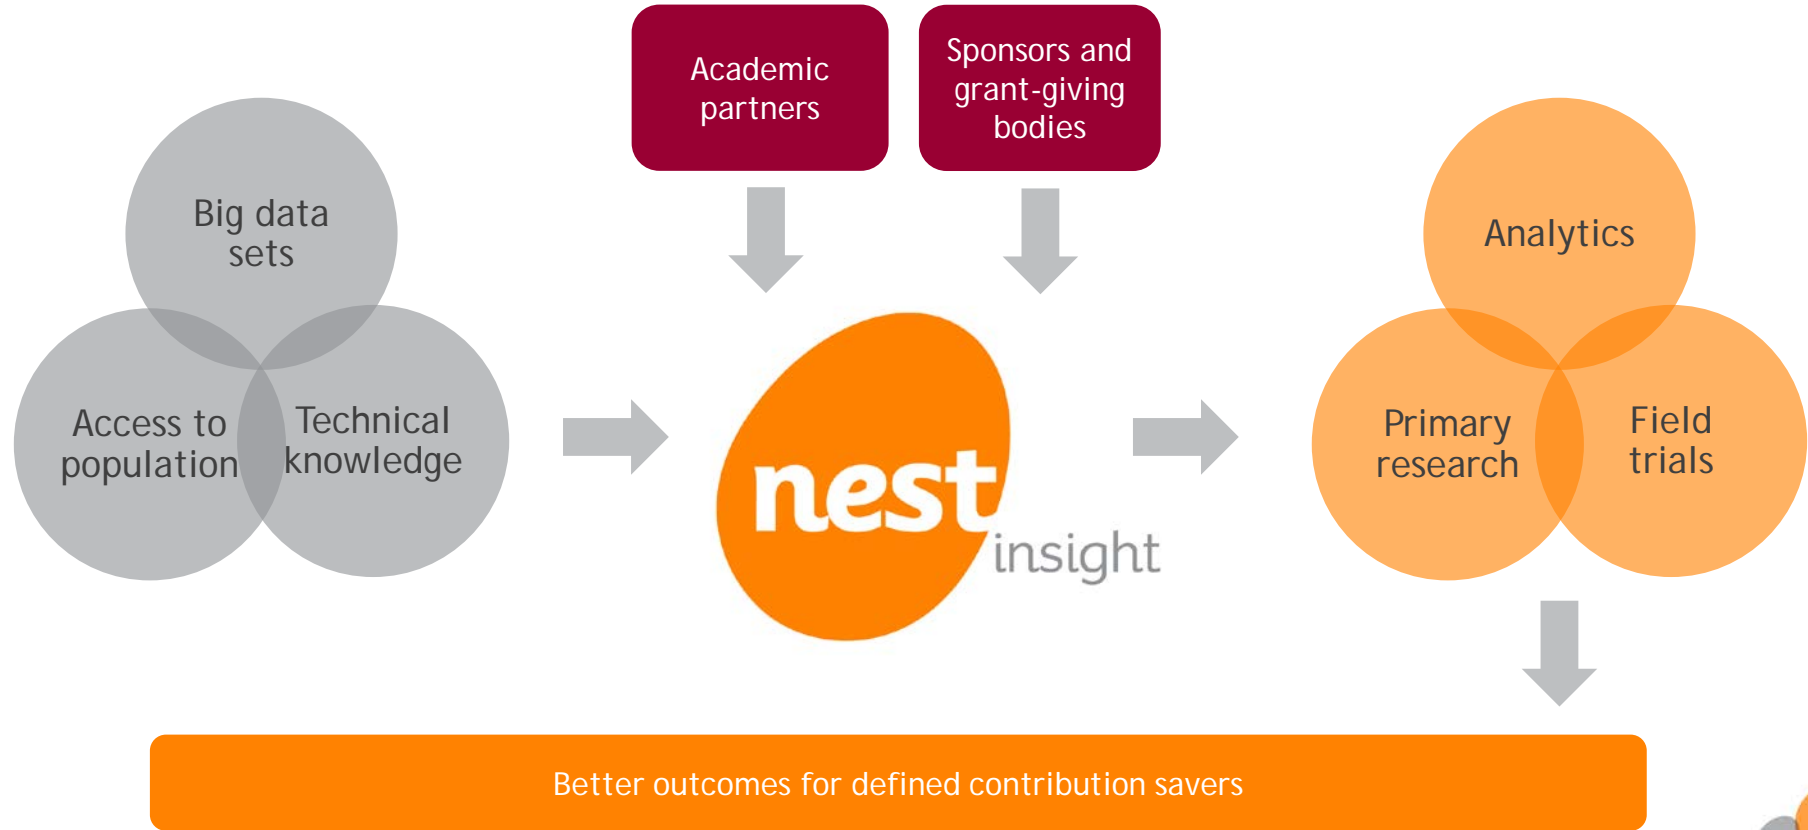 Academic
partners
Sponsors and
grant-giving
bodies
Big data
sets
Access to
population
Technical
knowledge
nest
insight
Analytics
Primary
research
Field
trials
Better outcomes for defined contribution savers